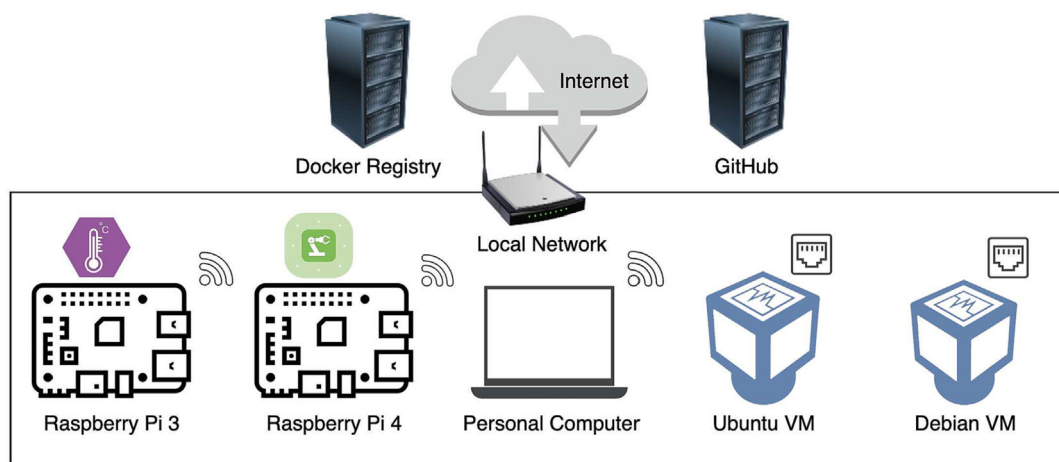 Internet
Docker Registry
GitHub
Local Network
°C
Raspberry Pi 3
Raspberry Pi 4
Personal Computer
Ubuntu VM
Debian VM